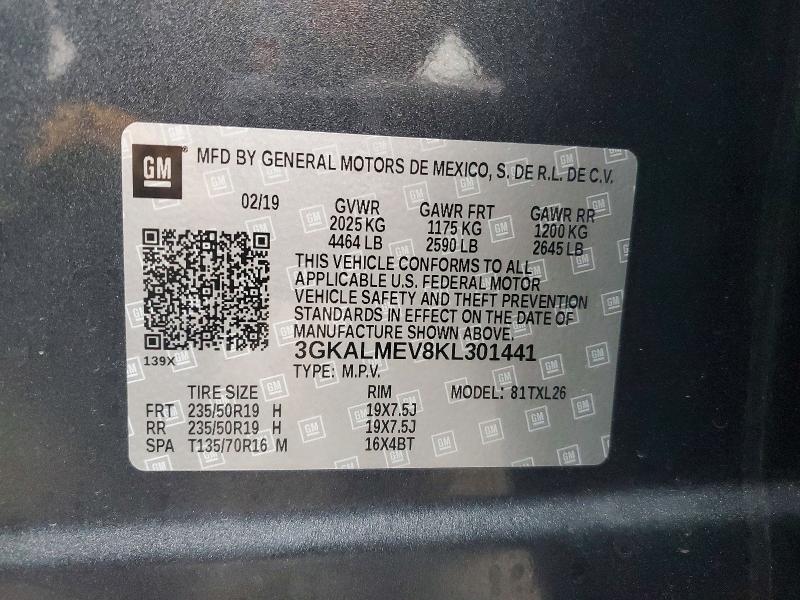 GM MFD BY GENERAL MOTORS DE MEXICO, S. DE R.L. DE C.V.
02/19 GVWR GAWR FRT GAWR RR
2025 KG 1175 KG 1200 KG
4464 LB 2590 LB 2645 LB
THIS VEHICLE CONFORMS TO ALL
APPLICABLE U.S. FEDERAL MOTOR
VEHICLE SAFETY AND THEFT PREVENTION
STANDARDS IN EFFECT ON THE DATE OF
MANUFACTURE SHOWN ABOVE.
139X 3GKALMEV8KL301441
TYPE: M.P.V.
TIRE SIZE RIM MODEL: 81TXL26
FRT 235/50R19 H 19X7.5J
RR 235/50R19 H 19X7.5J
SPA T135/70R16 M 16X4BT